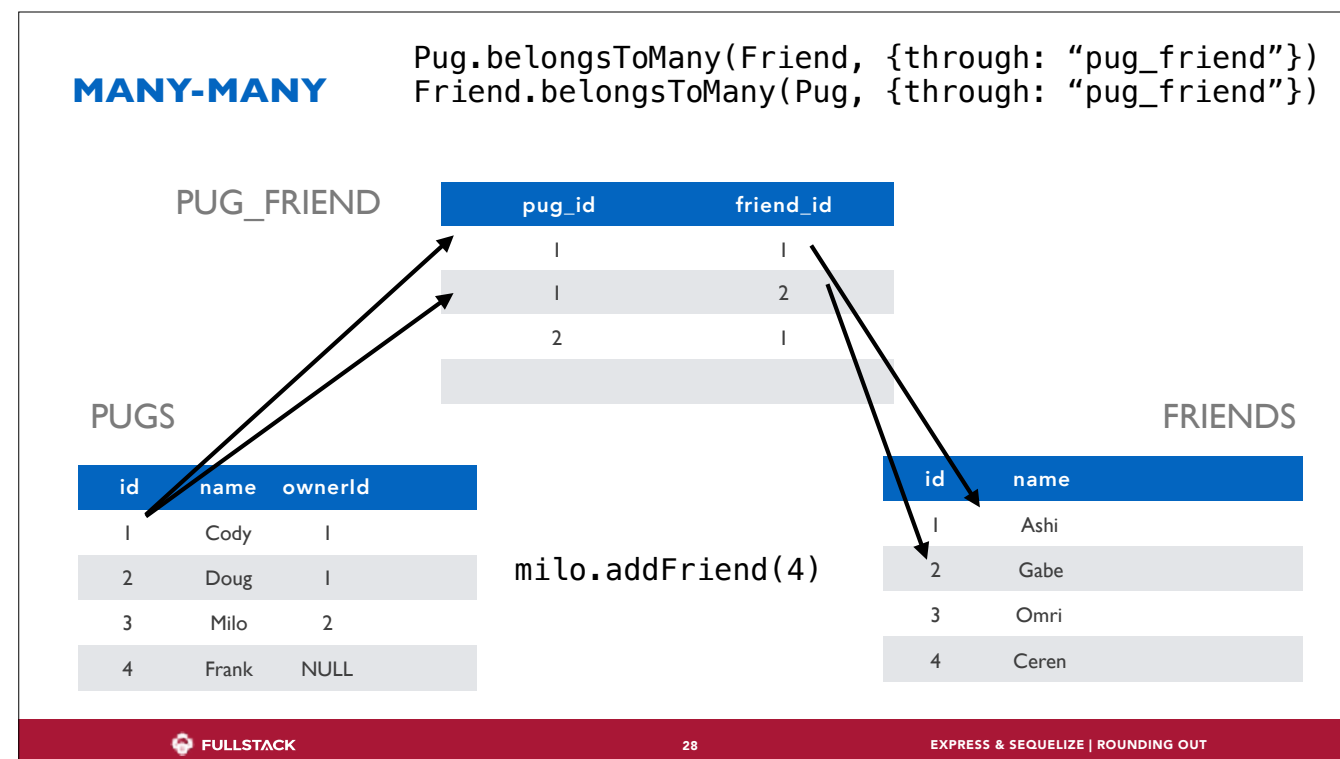 MANY-MANY
Pug.belongsToMany(Friend, {through: “pug_friend”})
Friend.belongsToMany(Pug, {through: “pug_friend”})
PUG_FRIEND
pug_id friend_id
1 1
1 2
2 1
PUGS
id name ownerId
1 Cody 1
2 Doug 1
3 Milo 2
4 Frank NULL
milo.addFriend(4)
FRIENDS
id name
1 Ashi
2 Gabe
3 Omri
4 Ceren
FULLSTACK
28
EXPRESS & SEQUELIZE | ROUNDING OUT